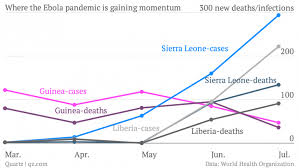 Where the Ebola pandemic is gaining momentum
300 new deaths/infections
Sierra Leone-cases
200
Sierra Leone-deaths
Guinea-cases
100
Guinea-deaths
Liberia-cases
Liberia-deaths
0
Mar. Apr. May Jun. Jul.
Quartz | qz.com
Data: World Health Organization